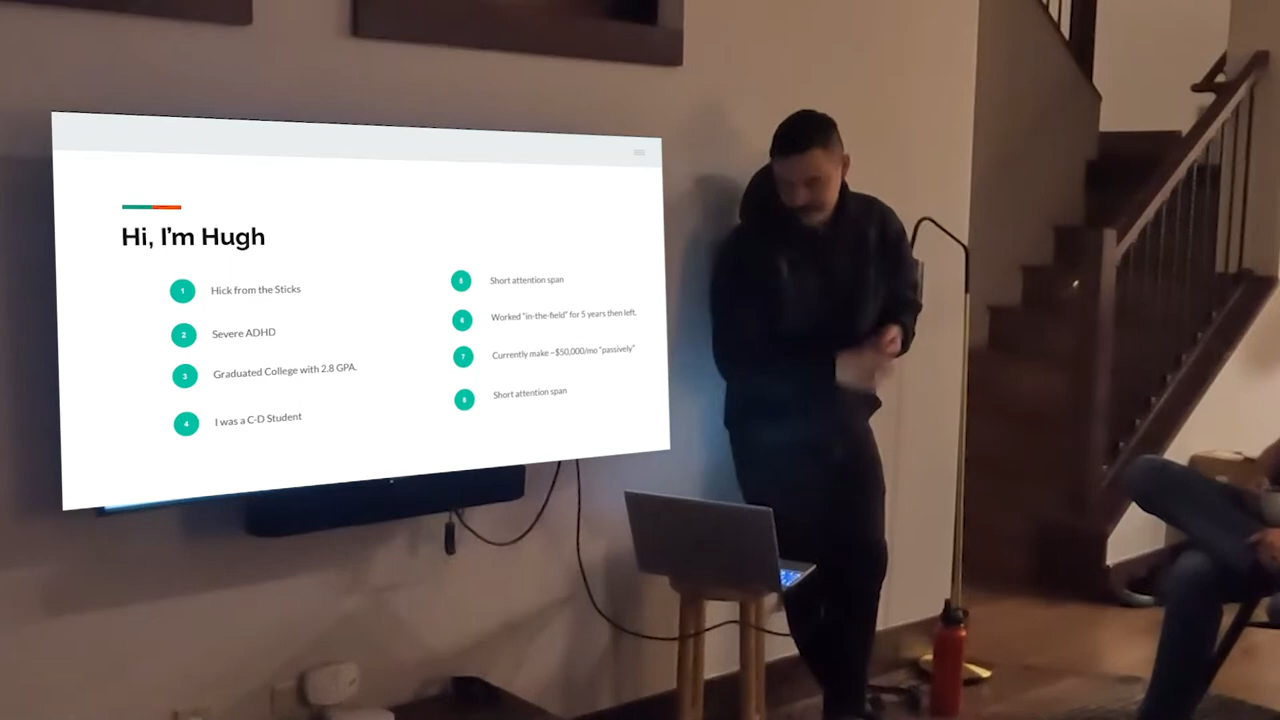 Hi, I'm Hugh
1 Hick from the Sticks
2 Severe ADHD
3 Graduated College with 2.8 GPA.
4 I was a C-D Student
5 Short attention span
6 Worked "in-the-field" for 5 years then left.
7 Currently make ~$50,000/mo "passively"
8 Short attention span